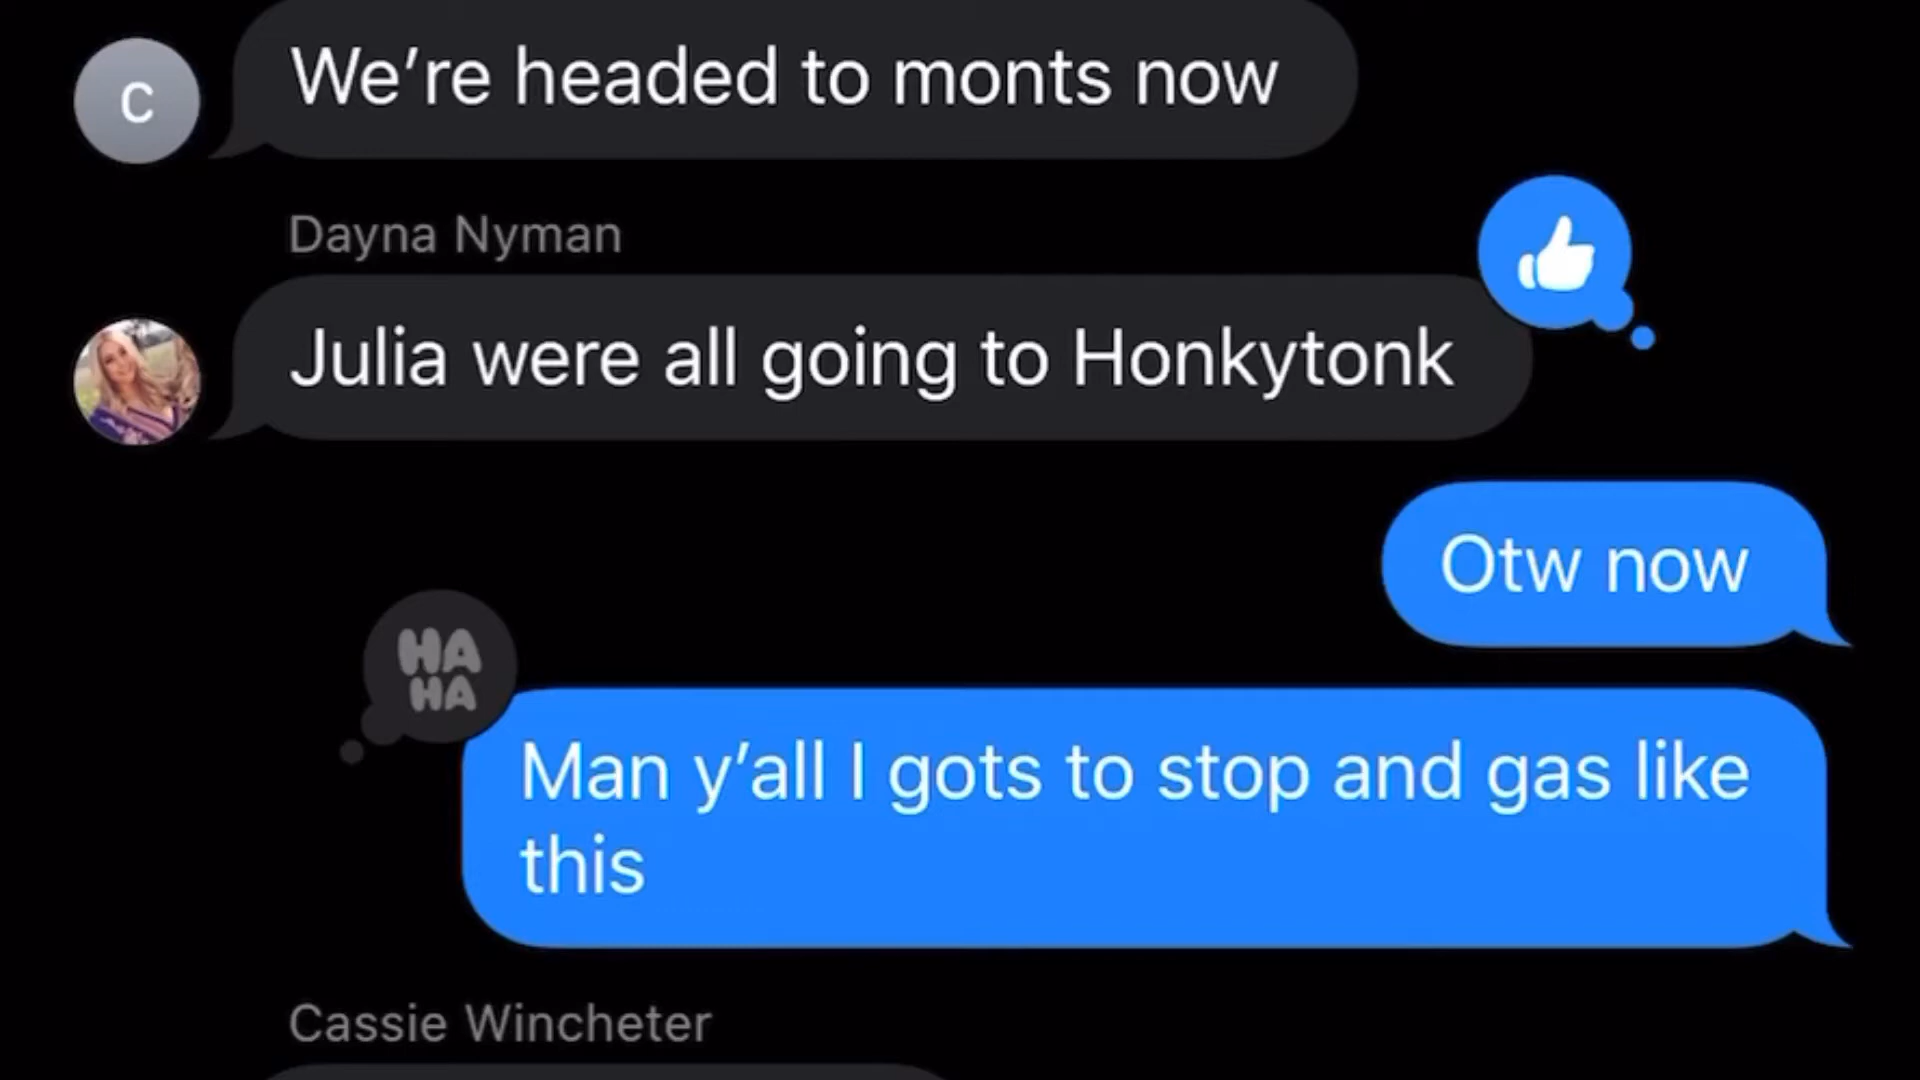 C
We’re headed to monts now
Dayna Nyman
Julia were all going to Honkytonk
Otw now
HA
HA
Man y’all I gots to stop and gas like
this
Cassie Wincheter